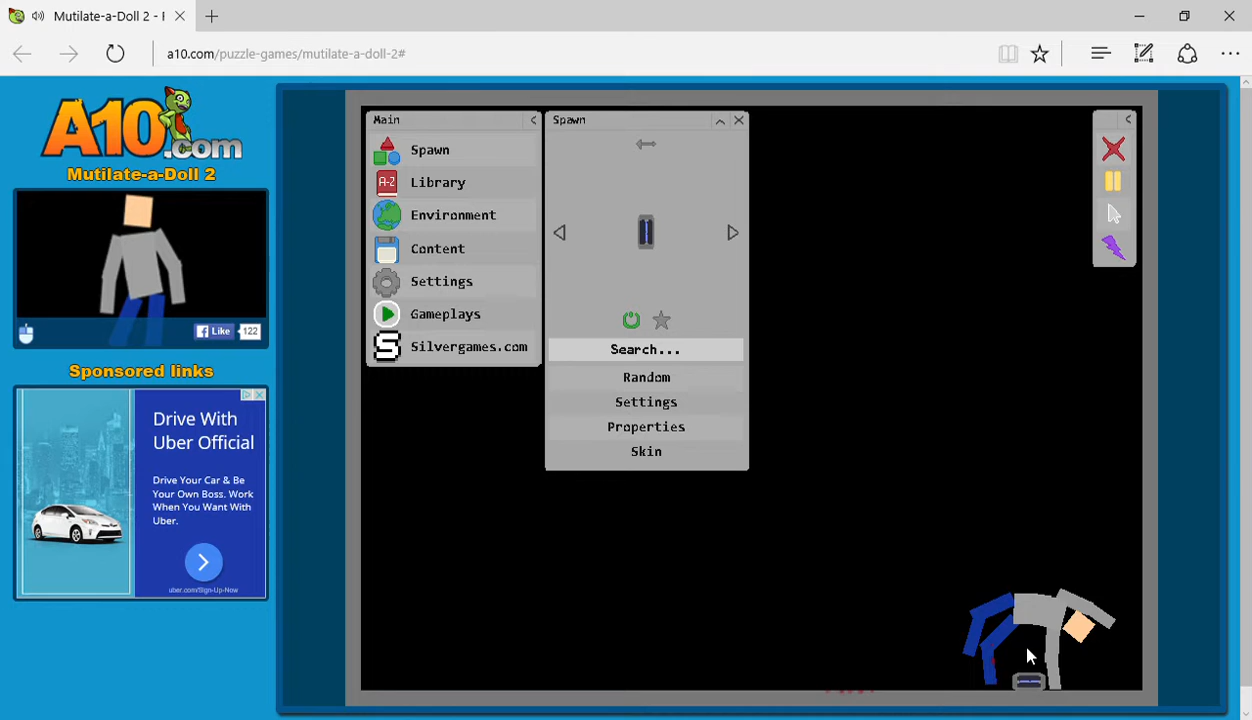 Mutilate-a-Doll 2 - F
a10.com/puzzle-games/mutilate-a-doll-2#
A10
.com
Mutilate-a-Doll 2
Like 122
Sponsored links
Drive With
Uber Official
Drive Your Car & Be
Your Own Boss. Work
When You Want With
Uber.
uber.com/Sign-Up-Now
Main
A-Z
Spawn
Library
Environment
Content
Settings
Gameplays
S
Silvergames.com
Spawn
Search...
Random
Settings
Properties
Skin